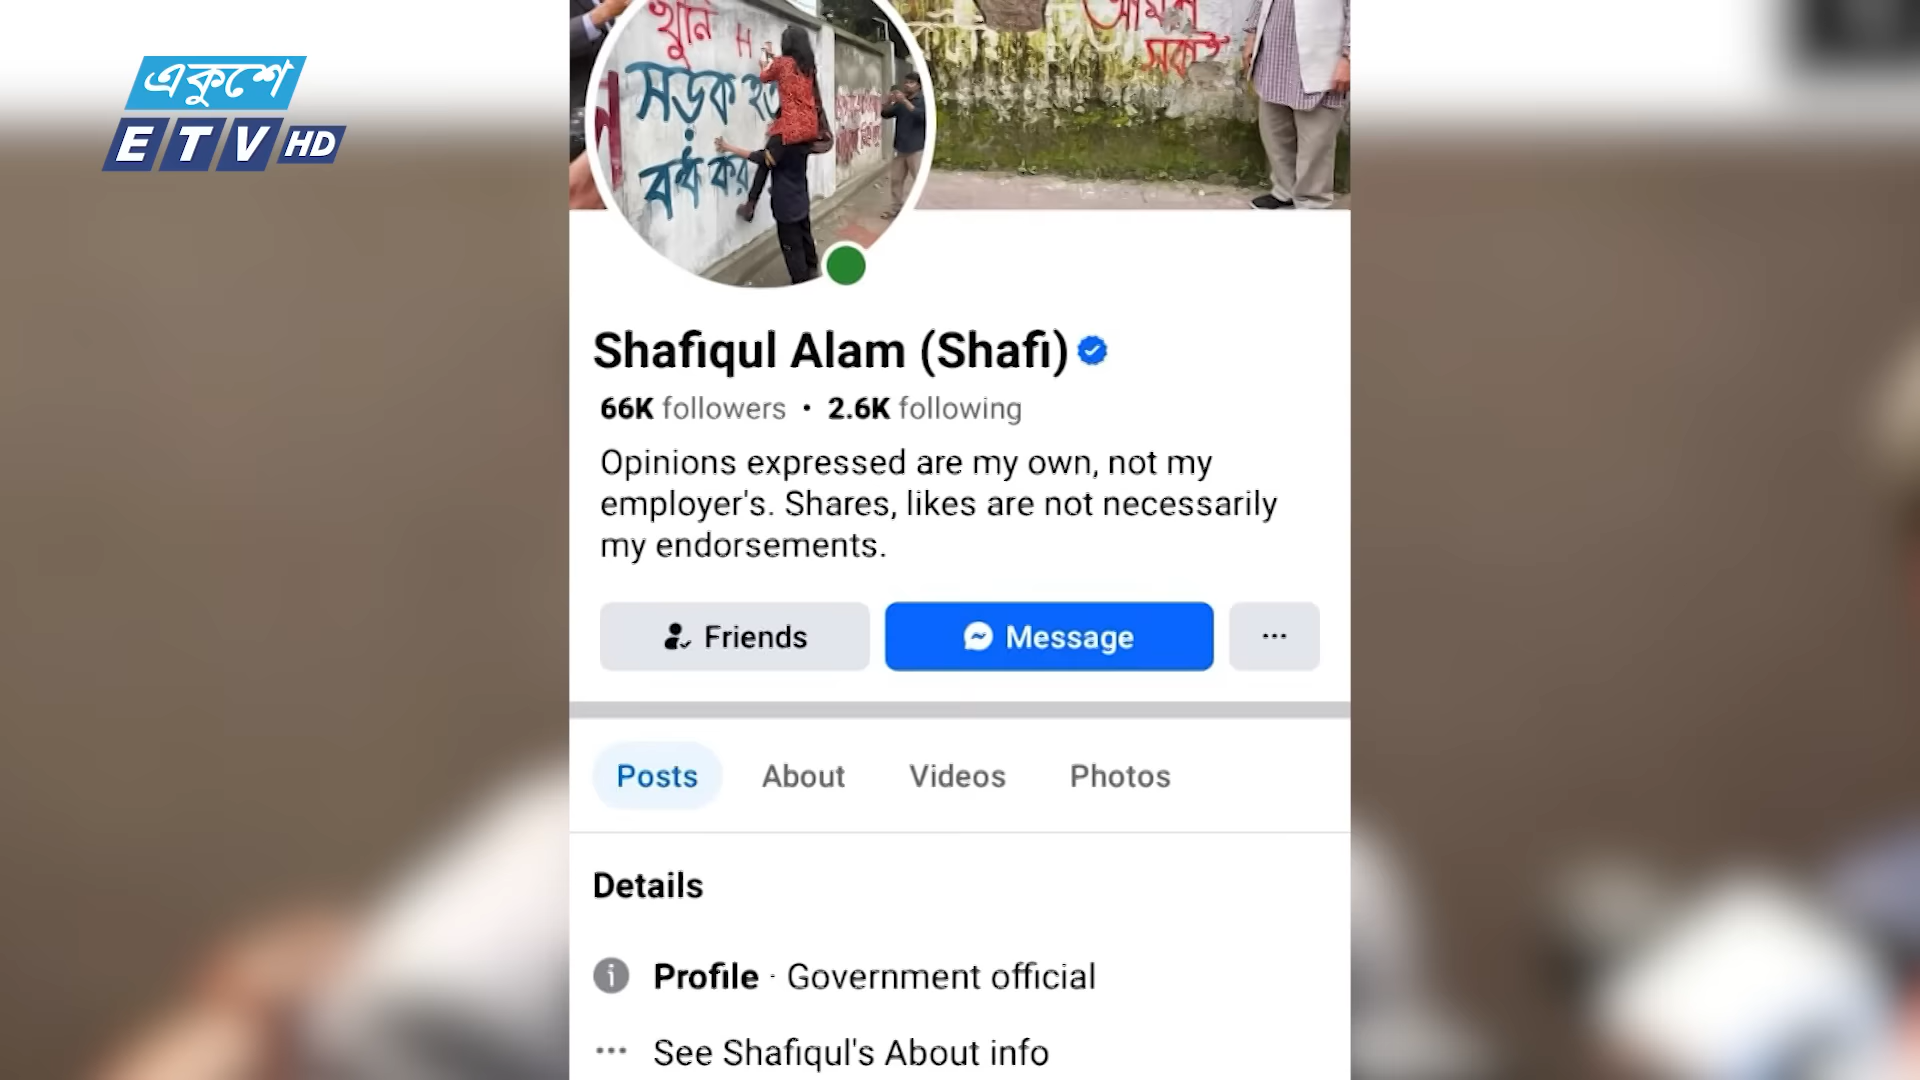 একুশে
ETV HD
খুনি H
সড়ক
বন্ধ কর
Shafiqul Alam (Shafi)
66K followers • 2.6K following
Opinions expressed are my own, not my
employer's. Shares, likes are not necessarily
my endorsements.
Friends
Message
Posts
About
Videos
Photos
Details
Profile · Government official
See Shafiqul's About info